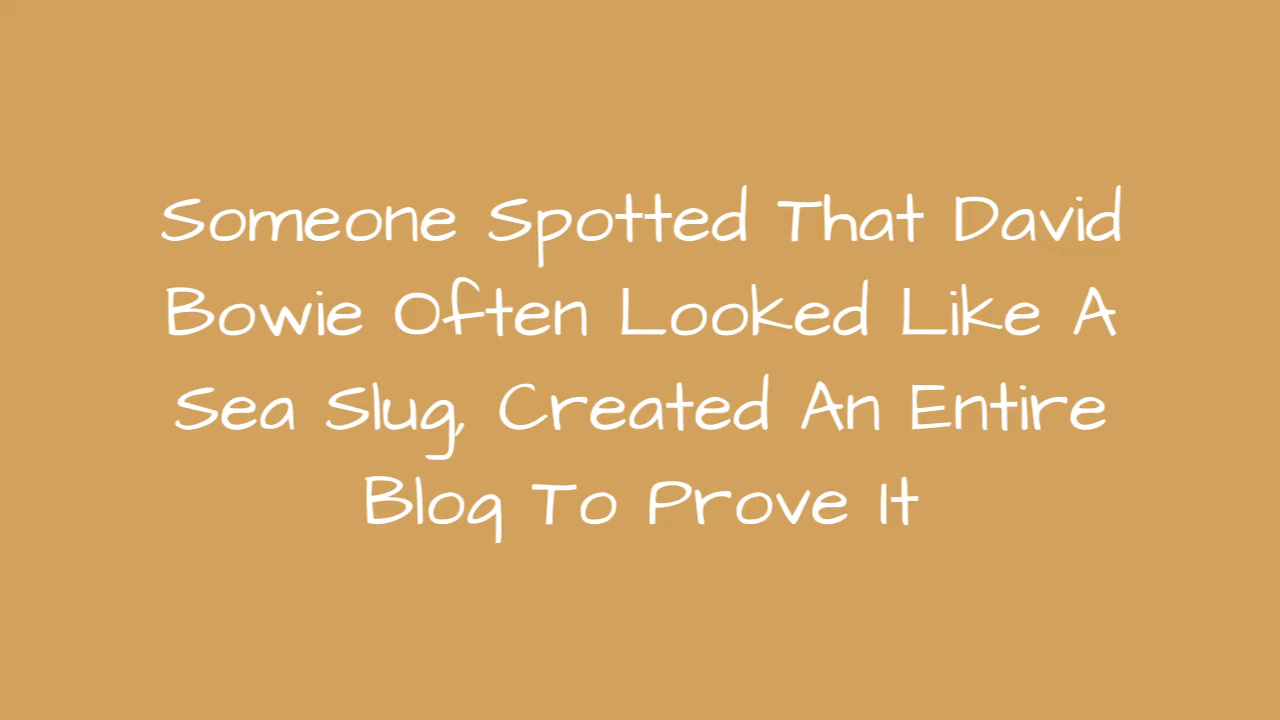 Someone Spotted That David
Bowie Often Looked Like A
Sea Slug, Created An Entire
Blog To Prove It